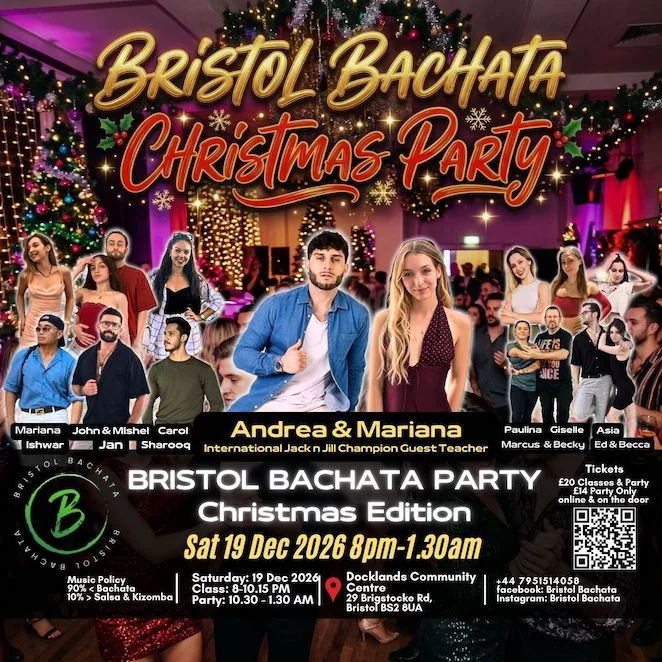 BRISTOL BACHATA
CHRISTMAS PARTY
Mariana
Ishwar
John & MIshel
Jan
Carol
Sharooq
Andrea & Mariana
International Jack n Jill Champion Guest Teacher
Paulina
Giselle
Asia
Marcus & Becky
Ed & Becca
LIFE IS
BRISTOL BACHATA
B
BRISTOL BACHATA
BRISTOL BACHATA PARTY
Christmas Edition
Sat 19 Dec 2026 8pm-1.30am
Tickets
£20 Classes & Party
£14 Party Only
online & on the door
Music Policy
90% < Bachata
10% > Salsa & Kizomba
Saturday: 19 Dec 2026
Class: 8-10.15 PM
Party: 10.30 - 1.30 AM
Docklands Community
Centre
29 Brigstocke Rd,
Bristol BS2 8UA
+44 7951514058
facebook: Bristol Bachata
Instagram: Bristol Bachata